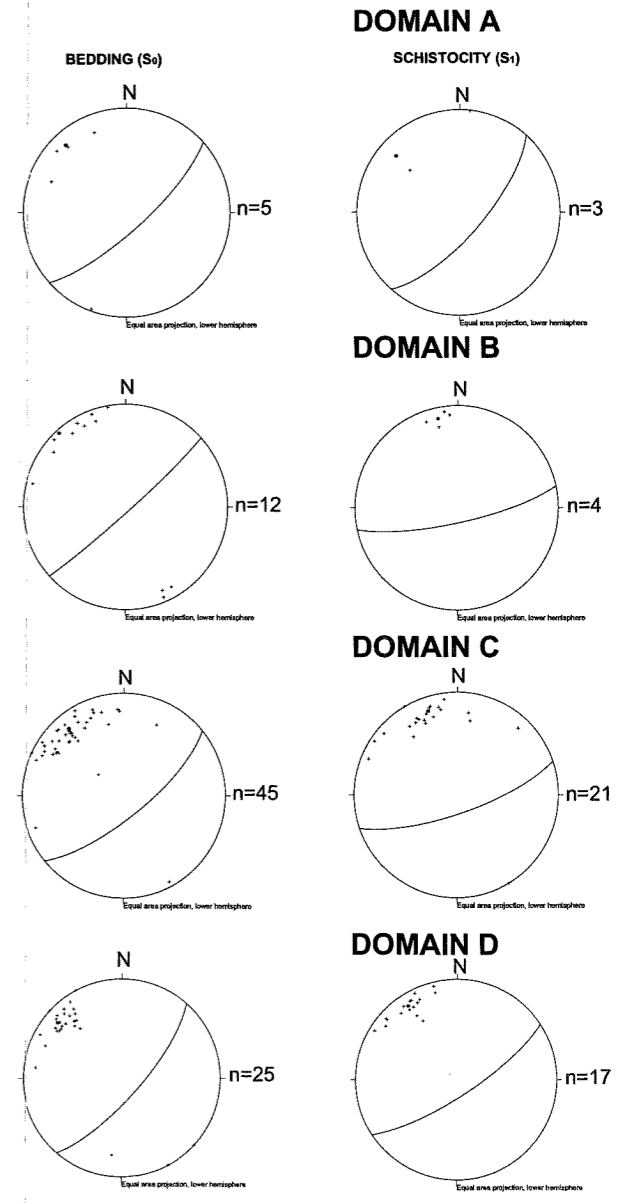 DOMAIN A
BEDDING (S₀)
SCHISTOCITY (S₁)
N
N
n=5
n=3
Equal area projection, lower hemisphere
Equal area projection, lower hemisphere
DOMAIN B
N
N
n=12
n=4
Equal area projection, lower hemisphere
Equal area projection, lower hemisphere
DOMAIN C
N
N
n=45
n=21
Equal area projection, lower hemisphere
Equal area projection, lower hemisphere
DOMAIN D
N
N
n=25
n=17
Equal area projection, lower hemisphere
Equal area projection, lower hemisphere